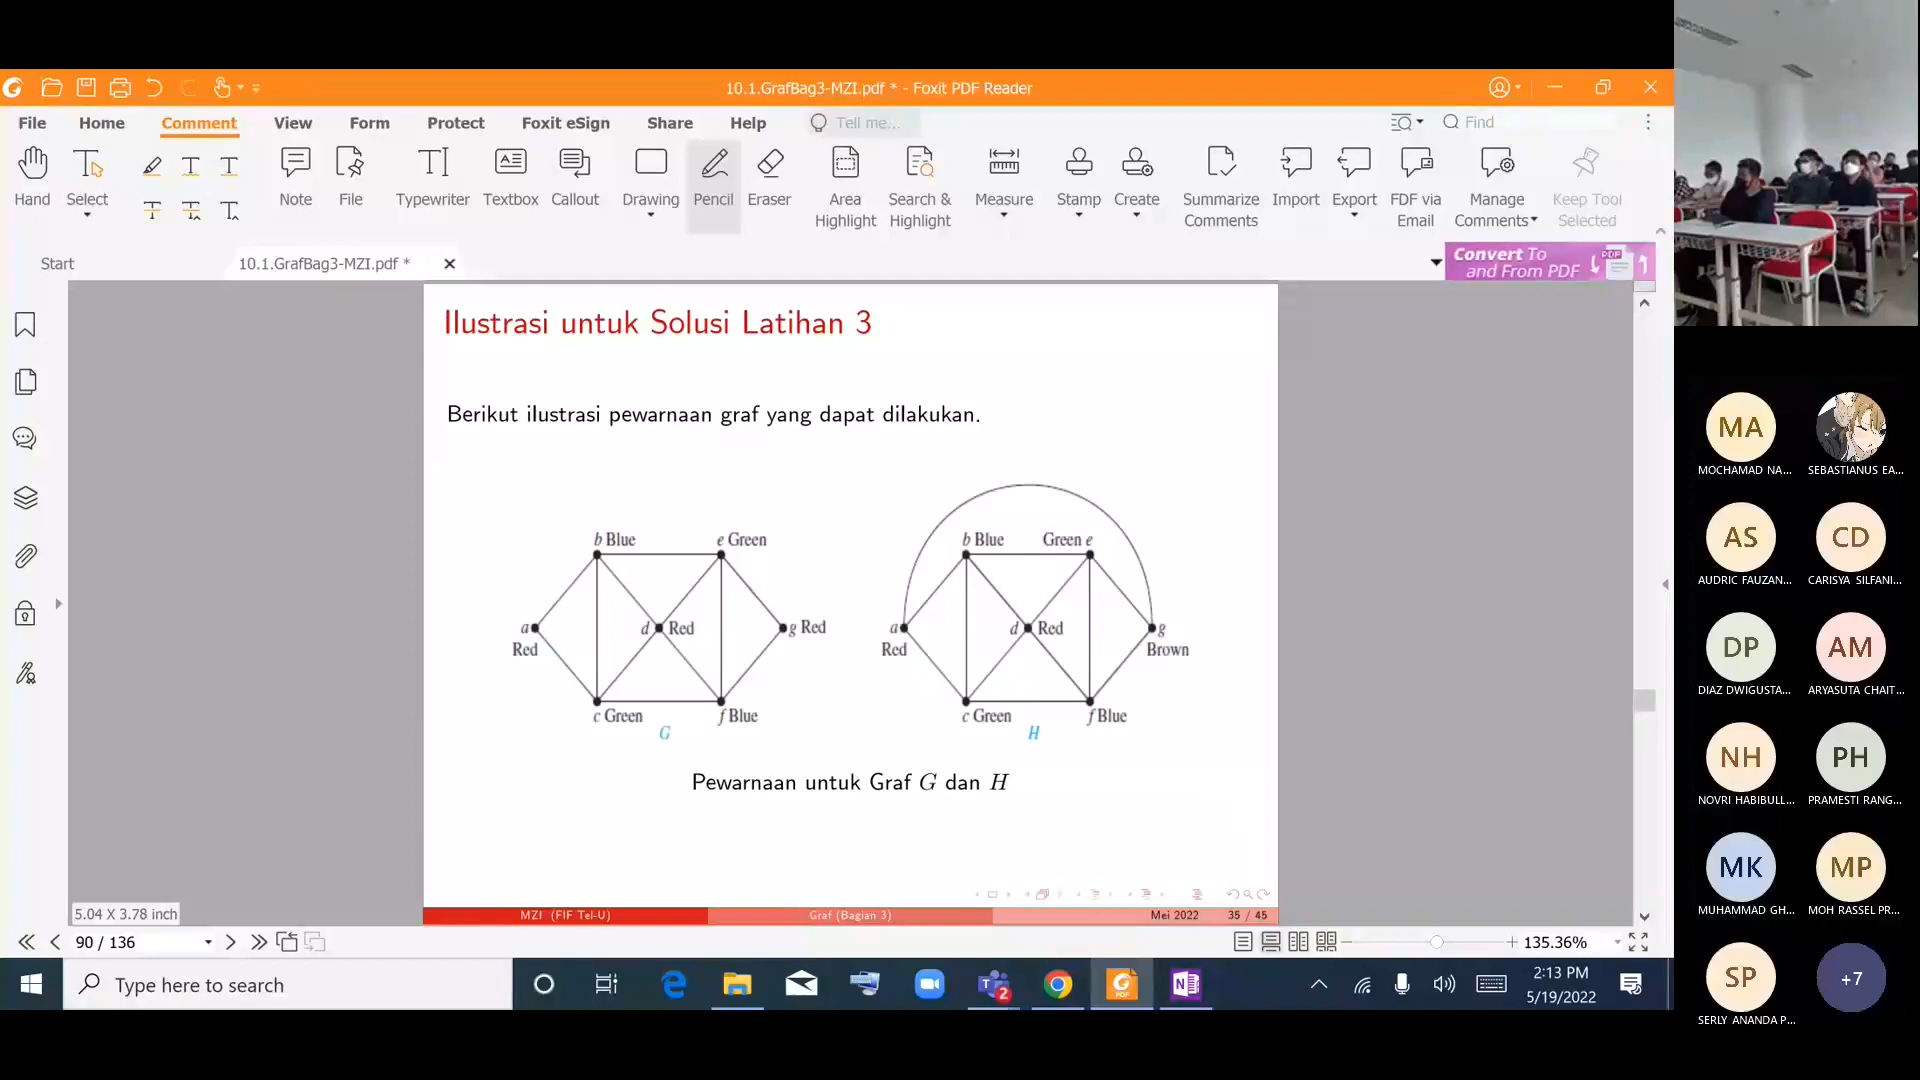 10.1.GrafBag3-MZI.pdf * - Foxit PDF Reader
File Home Comment View Form Protect Foxit eSign Share Help Tell me... Find
Hand Select Note File Typewriter Textbox Callout Drawing Pencil Eraser Area Highlight Search & Highlight Measure Stamp Create Summarize Comments Import Export FDF via Email Manage Comments Keep Tool Selected
Start 10.1.GrafBag3-MZI.pdf *
Convert To
and From PDF
PDF
Ilustrasi untuk Solusi Latihan 3
Berikut ilustrasi pewarnaan graf yang dapat dilakukan.
b Blue e Green b Blue Green e
a d Red g Red a d Red g
Red Red Brown
c Green f Blue c Green f Blue
G H
Pewarnaan untuk Graf G dan H
MZI (FIF Tel-U) Graf (Bagian 3) Mei 2022 35 / 45
5.04 X 3.78 inch
90 / 136 135.36%
Type here to search
2
PDF
N
2:13 PM
5/19/2022
MA
MOCHAMAD NA... SEBASTIANUS EA...
AS CD
AUDRIC FAUZAN... CARISYA SILFANI...
DP AM
DIAZ DWIGUSTA... ARYASUTA CHAIT...
NH PH
NOVRI HABIBULL... PRAMESTI RANG...
MK MP
MUHAMMAD GH... MOH RASSEL PR...
SP +7
SERLY ANANDA P...